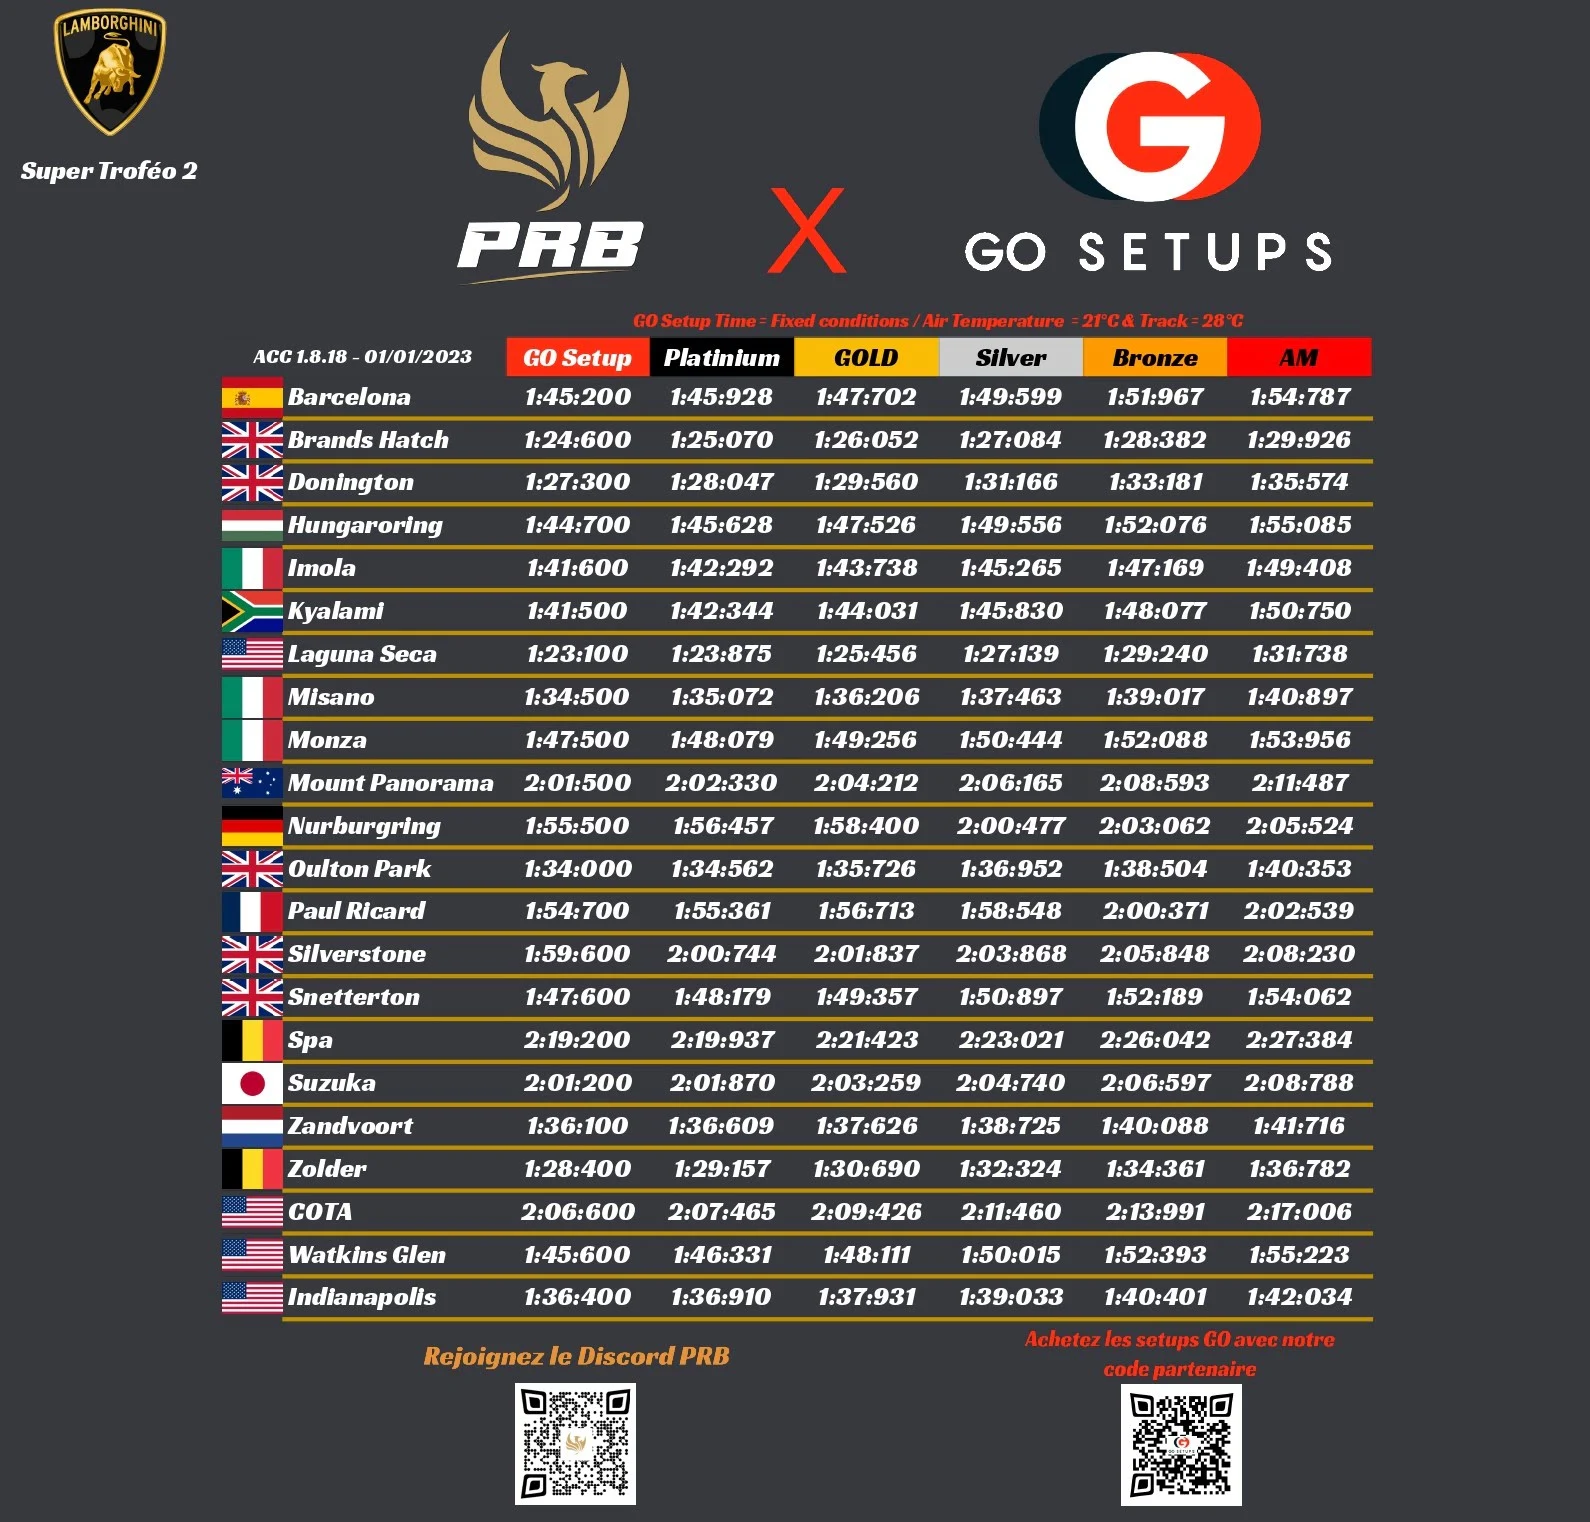 LAMBORGHINI
Super Troféo 2
PRB
X
G
GO SETUPS
GO Setup Time = Fixed conditions / Air Temperature = 21°C & Track = 28°C
ACC 1.8.18 - 01/01/2023 GO Setup Platinium GOLD Silver Bronze AM
Barcelona 1:45:200 1:45:928 1:47:702 1:49:599 1:51:967 1:54:787
Brands Hatch 1:24:600 1:25:070 1:26:052 1:27:084 1:28:382 1:29:926
Donington 1:27:300 1:28:047 1:29:560 1:31:166 1:33:181 1:35:574
Hungaroring 1:44:700 1:45:628 1:47:526 1:49:556 1:52:076 1:55:085
Imola 1:41:600 1:42:292 1:43:738 1:45:265 1:47:169 1:49:408
Kyalami 1:41:500 1:42:344 1:44:031 1:45:830 1:48:077 1:50:750
Laguna Seca 1:23:100 1:23:875 1:25:456 1:27:139 1:29:240 1:31:738
Misano 1:34:500 1:35:072 1:36:206 1:37:463 1:39:017 1:40:897
Monza 1:47:500 1:48:079 1:49:256 1:50:444 1:52:088 1:53:956
Mount Panorama 2:01:500 2:02:330 2:04:212 2:06:165 2:08:593 2:11:487
Nurburgring 1:55:500 1:56:457 1:58:400 2:00:477 2:03:062 2:05:524
Oulton Park 1:34:000 1:34:562 1:35:726 1:36:952 1:38:504 1:40:353
Paul Ricard 1:54:700 1:55:361 1:56:713 1:58:548 2:00:371 2:02:539
Silverstone 1:59:600 2:00:744 2:01:837 2:03:868 2:05:848 2:08:230
Snetterton 1:47:600 1:48:179 1:49:357 1:50:897 1:52:189 1:54:062
Spa 2:19:200 2:19:937 2:21:423 2:23:021 2:26:042 2:27:384
Suzuka 2:01:200 2:01:870 2:03:259 2:04:740 2:06:597 2:08:788
Zandvoort 1:36:100 1:36:609 1:37:626 1:38:725 1:40:088 1:41:716
Zolder 1:28:400 1:29:157 1:30:690 1:32:324 1:34:361 1:36:782
COTA 2:06:600 2:07:465 2:09:426 2:11:460 2:13:991 2:17:006
Watkins Glen 1:45:600 1:46:331 1:48:111 1:50:015 1:52:393 1:55:223
Indianapolis 1:36:400 1:36:910 1:37:931 1:39:033 1:40:401 1:42:034
Rejoignez le Discord PRB
Achetez les setups GO avec notre
code partenaire
G
GO SETUPS